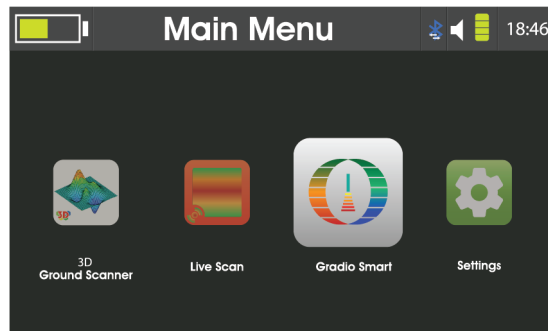 Main Menu
18:46
3D
Ground Scanner
Live Scan
Gradio Smart
Settings